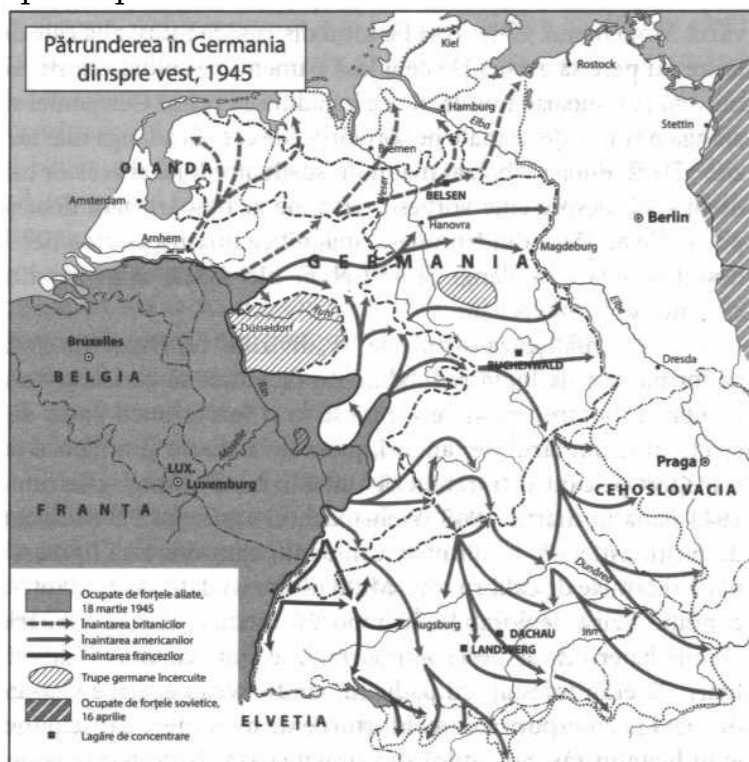 Pătrunderea în Germania
dinspre vest, 1945
Kiel
Rostock
Hamburg
Elba
Stettin
Bremen
Weser
OLANDA
BELSEN
Amsterdam
Hanovra
Berlin
Arnhem
Magdeburg
GERMANIA
Ruhr
Düsseldorf
Elba
Bruxelles
BUCHENWALD
Dresda
BELGIA
Rin
Moselle
Praga
LUX.
Luxemburg
CEHOSLOVACIA
FRANȚA
Dunărea
Ocupate de forțele aliate,
18 martie 1945
Înaintarea britanicilor
Înaintarea americanilor
Înaintarea francezilor
Trupe germane încercuite
Ocupate de forțele sovietice,
16 aprilie
Lagăre de concentrare
Augsburg
DACHAU
Inn
LANDSBERG
ELVEȚIA